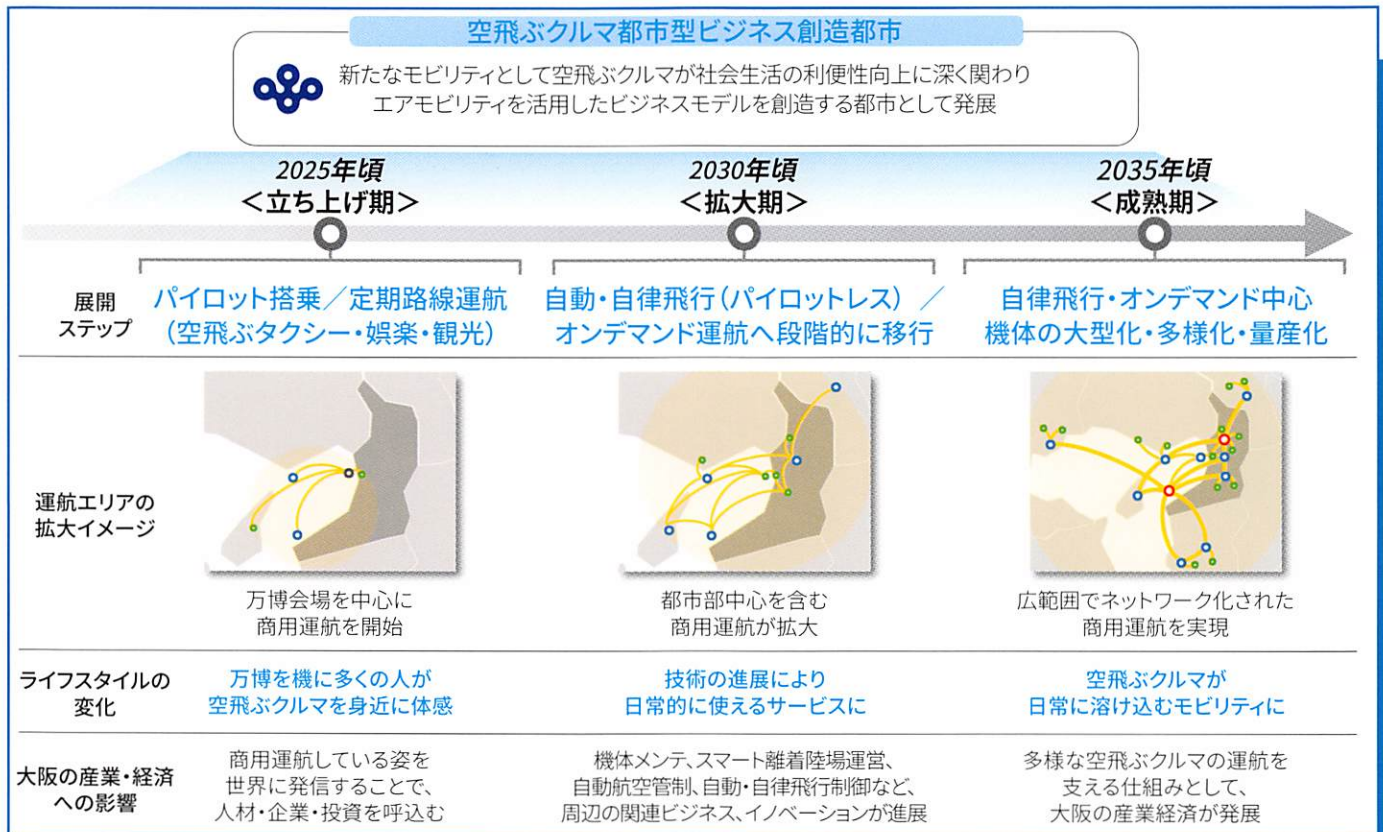 空飛ぶクルマ都市型ビジネス創造都市
新たなモビリティとして空飛ぶクルマが社会生活の利便性向上に深く関わり
エアモビリティを活用したビジネスモデルを創造する都市として発展
2025年頃
＜立ち上げ期＞
2030年頃
＜拡大期＞
2035年頃
＜成熟期＞
展開
ステップ
パイロット搭乗／定期路線運航
（空飛ぶタクシー・娯楽・観光）
自動・自律飛行（パイロットレス）／
オンデマンド運航へ段階的に移行
自律飛行・オンデマンド中心
機体の大型化・多様化・量産化
運航エリアの
拡大イメージ
万博会場を中心に
商用運航を開始
都市部中心を含む
商用運航が拡大
広範囲でネットワーク化された
商用運航を実現
ライフスタイルの
変化
万博を機に多くの人が
空飛ぶクルマを身近に体感
技術の進展により
日常的に使えるサービスに
空飛ぶクルマが
日常に溶け込むモビリティに
大阪の産業・経済
への影響
商用運航している姿を
世界に発信することで、
人材・企業・投資を呼込む
機体メンテ、スマート離着陸場運営、
自動航空管制、自動・自律飛行制御など、
周辺の関連ビジネス、イノベーションが進展
多様な空飛ぶクルマの運航を
支える仕組みとして、
大阪の産業経済が発展